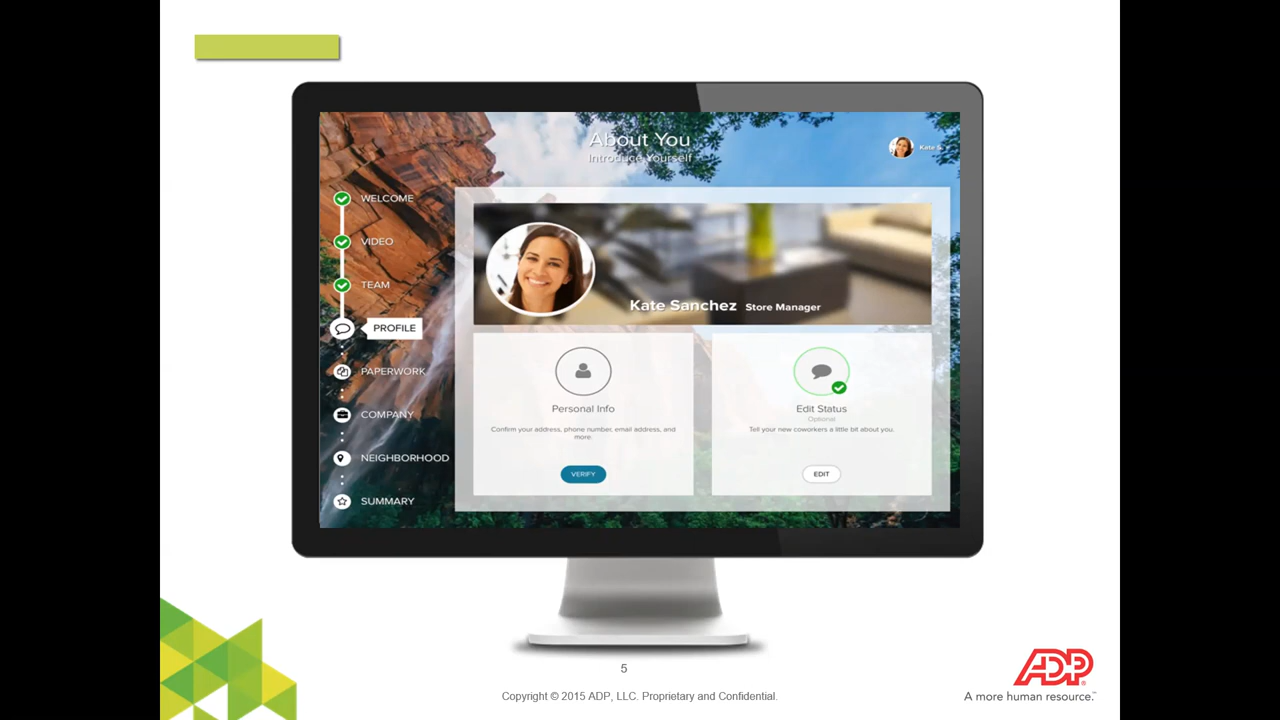 About You
Introduce Yourself
Kate S.
WELCOME
VIDEO
TEAM
PROFILE
PAPERWORK
COMPANY
NEIGHBORHOOD
SUMMARY
Kate Sanchez Store Manager
Personal Info
Confirm your address, phone number, email address, and
more.
VERIFY
Edit Status
Optional
Tell your new coworkers a little bit about you.
EDIT
5
Copyright © 2015 ADP, LLC. Proprietary and Confidential.
ADP®
A more human resource.™